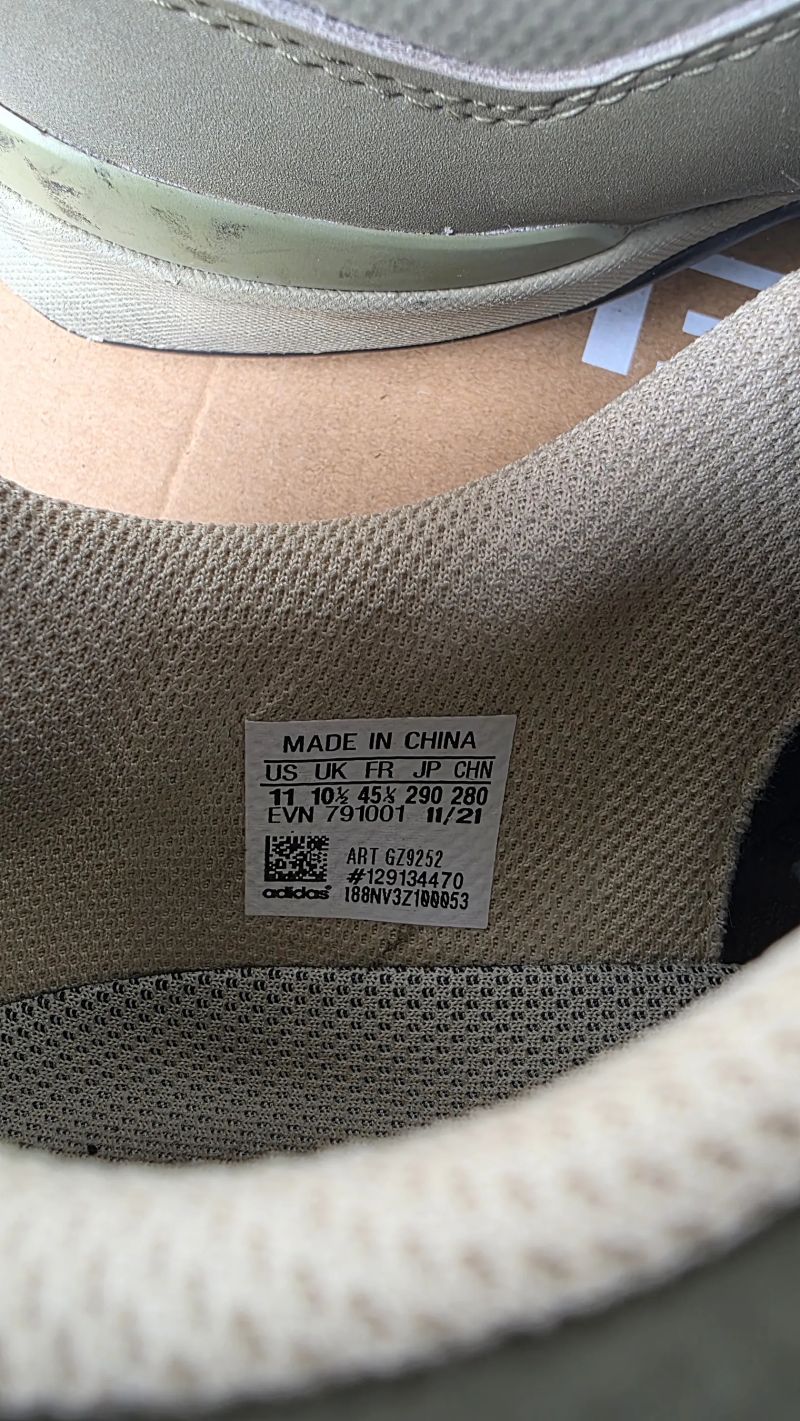 MADE IN CHINA
US UK FR JP CHN
11 10½ 45⅓ 290 280
EVN 791001 11/21
ART GZ9252
#129134470
adidas® 188NV3Z100053